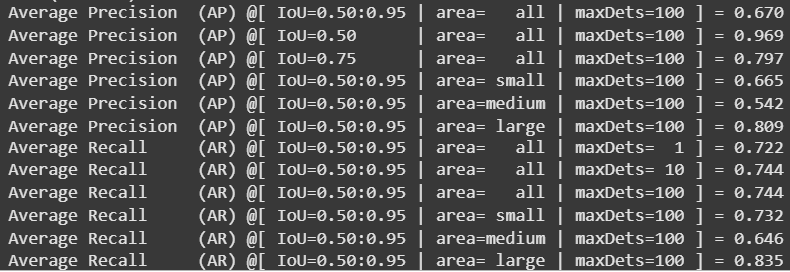 Average Precision  (AP) @[ IoU=0.50:0.95 | area=   all | maxDets=100 ] = 0.670
Average Precision  (AP) @[ IoU=0.50      | area=   all | maxDets=100 ] = 0.969
Average Precision  (AP) @[ IoU=0.75      | area=   all | maxDets=100 ] = 0.797
Average Precision  (AP) @[ IoU=0.50:0.95 | area= small | maxDets=100 ] = 0.665
Average Precision  (AP) @[ IoU=0.50:0.95 | area=medium | maxDets=100 ] = 0.542
Average Precision  (AP) @[ IoU=0.50:0.95 | area= large | maxDets=100 ] = 0.809
Average Recall     (AR) @[ IoU=0.50:0.95 | area=   all | maxDets=  1 ] = 0.722
Average Recall     (AR) @[ IoU=0.50:0.95 | area=   all | maxDets= 10 ] = 0.744
Average Recall     (AR) @[ IoU=0.50:0.95 | area=   all | maxDets=100 ] = 0.744
Average Recall     (AR) @[ IoU=0.50:0.95 | area= small | maxDets=100 ] = 0.732
Average Recall     (AR) @[ IoU=0.50:0.95 | area=medium | maxDets=100 ] = 0.646
Average Recall     (AR) @[ IoU=0.50:0.95 | area= large | maxDets=100 ] = 0.835